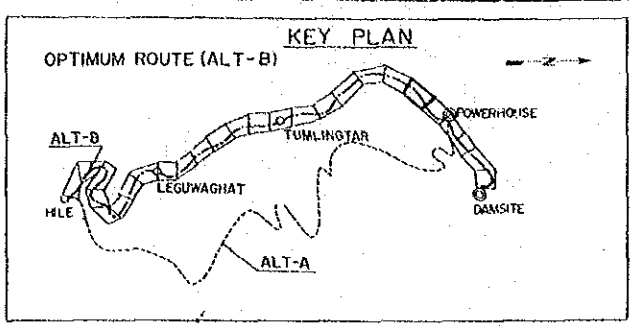 KEY PLAN
OPTIMUM ROUTE (ALT-B)
N
POWERHOUSE
TUMLINGTAR
ALT-B
LEGUWAGHAT
HILE
DAMSITE
ALT-A